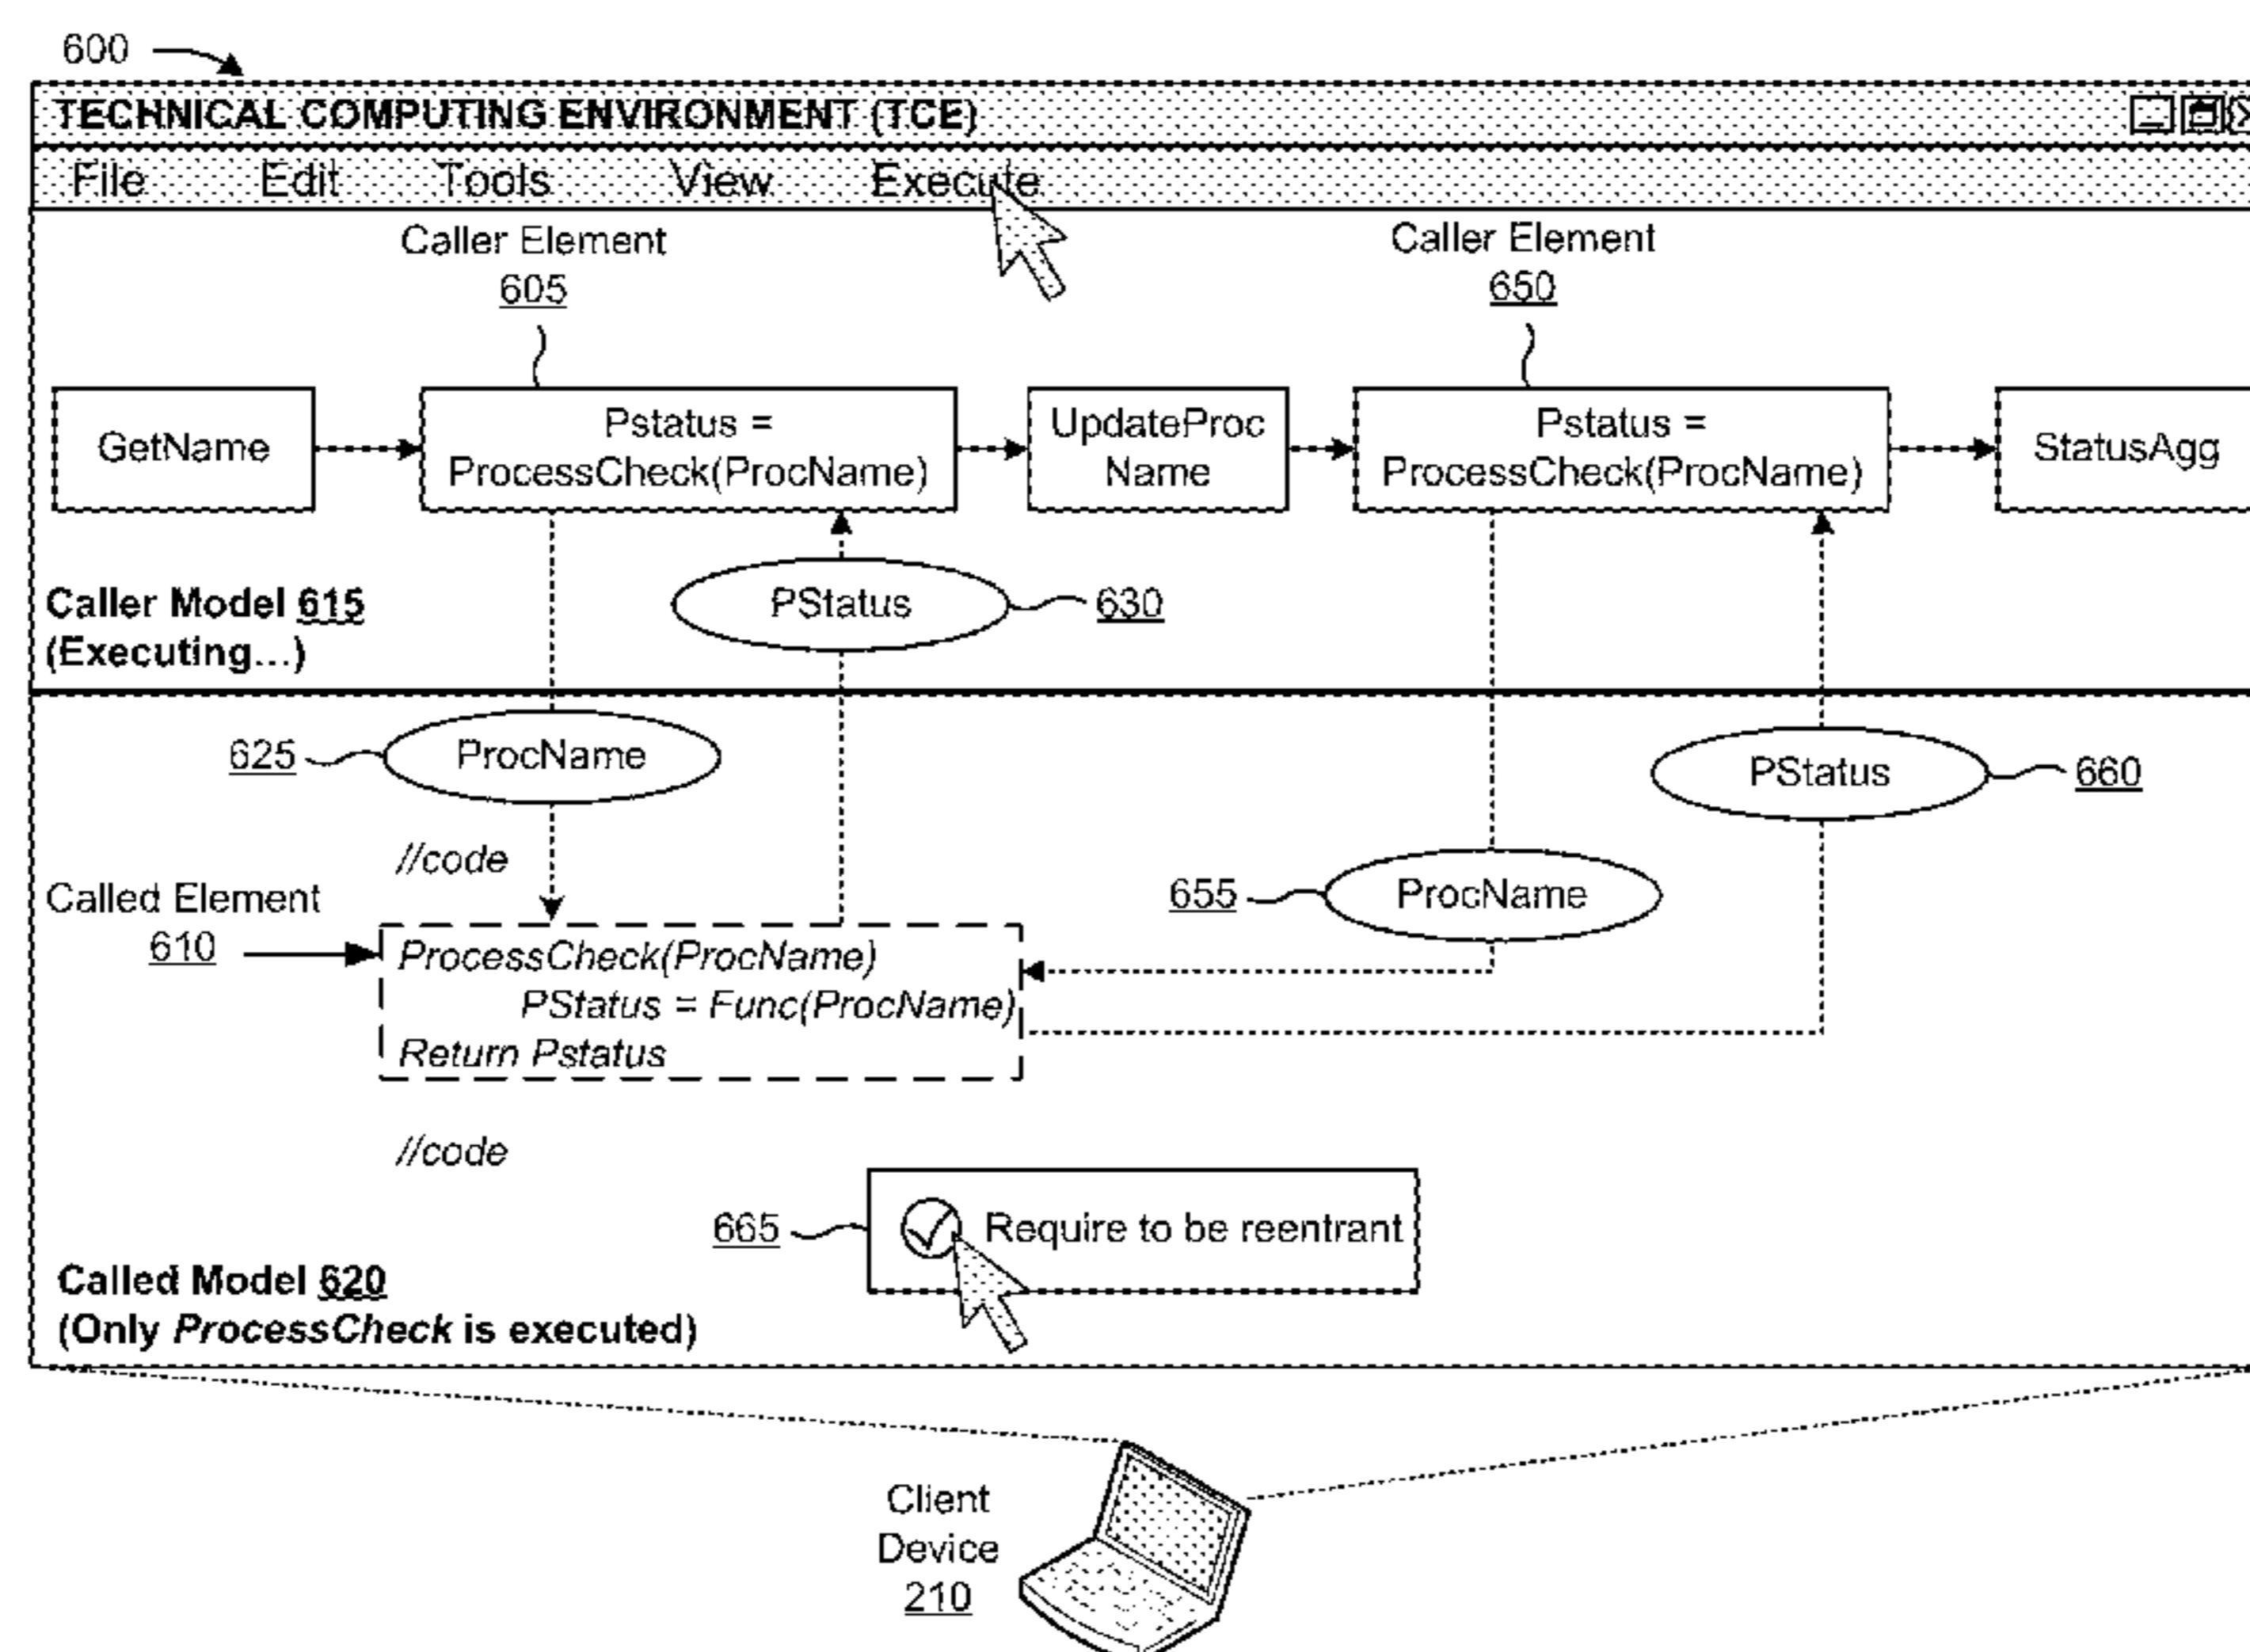 600
TECHNICAL COMPUTING ENVIRONMENT (TCE)
File Edit Tools View Execute
Caller Element
605
Caller Element
650
GetName
Pstatus =
ProcessCheck(ProcName)
UpdateProc
Name
Pstatus =
ProcessCheck(ProcName)
StatusAgg
PStatus
630
Caller Model 615
(Executing...)
625
ProcName
PStatus
660
//code
Called Element
610
655
ProcName
ProcessCheck(ProcName)
PStatus = Func(ProcName)
Return Pstatus
//code
665
Require to be reentrant
Called Model 620
(Only ProcessCheck is executed)
Client
Device
210